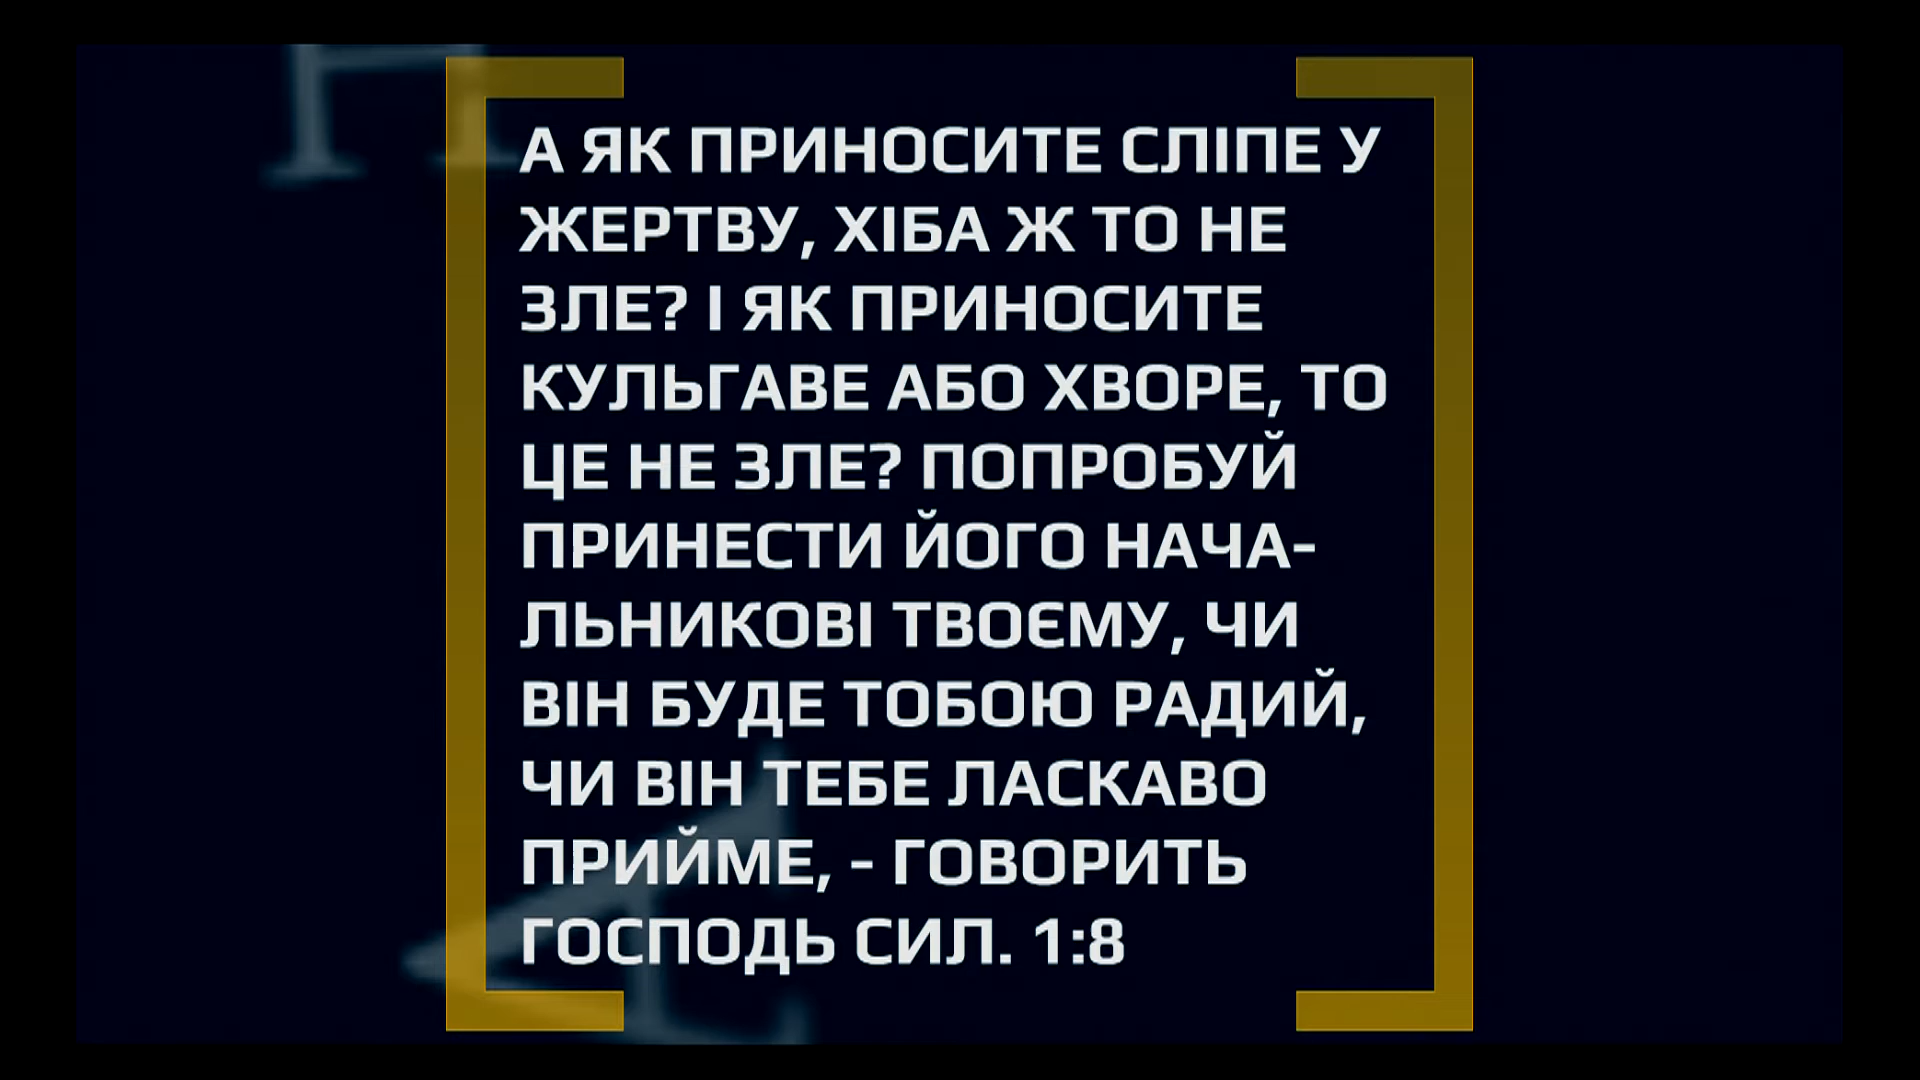 А ЯК ПРИНОСИТЕ СЛІПЕ У
ЖЕРТВУ, ХІБА Ж ТО НЕ
ЗЛЕ? І ЯК ПРИНОСИТЕ
КУЛЬГАВЕ АБО ХВОРЕ, ТО
ЦЕ НЕ ЗЛЕ? ПОПРОБУЙ
ПРИНЕСТИ ЙОГО НАЧА-
ЛЬНИКОВІ ТВОЄМУ, ЧИ
ВІН БУДЕ ТОБОЮ РАДИЙ,
ЧИ ВІН ТЕБЕ ЛАСКАВО
ПРИЙМЕ, - ГОВОРИТЬ
ГОСПОДЬ СИЛ. 1:8